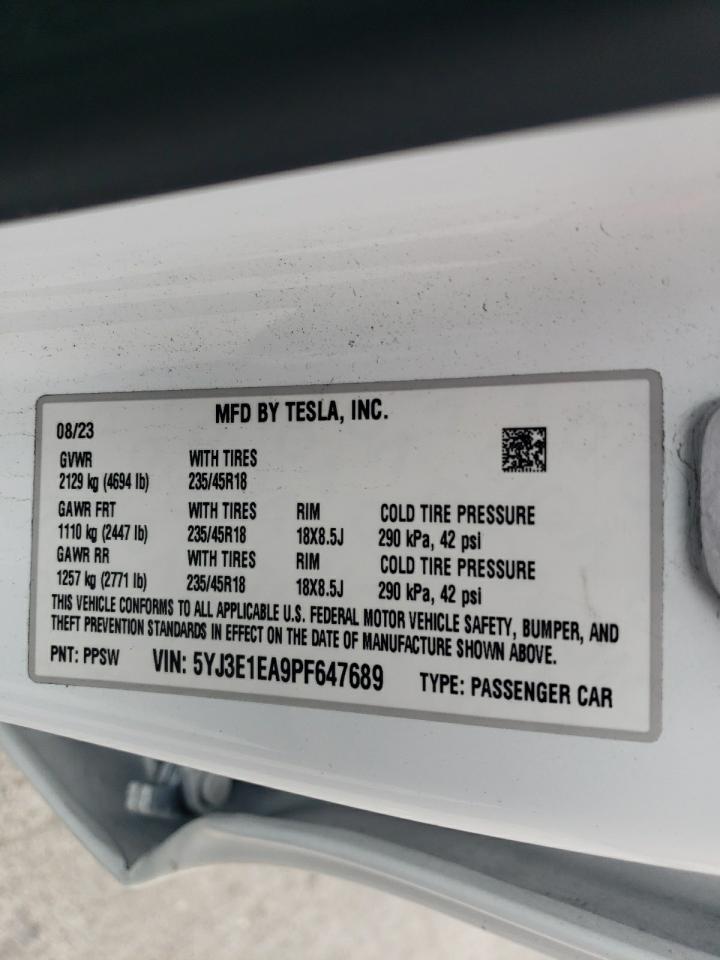 MFD BY TESLA, INC.
08/23
GVWR WITH TIRES
2129 kg (4694 lb) 235/45R18
GAWR FRT WITH TIRES RIM COLD TIRE PRESSURE
1110 kg (2447 lb) 235/45R18 18X8.5J 290 kPa, 42 psi
GAWR RR WITH TIRES RIM COLD TIRE PRESSURE
1257 kg (2771 lb) 235/45R18 18X8.5J 290 kPa, 42 psi
THIS VEHICLE CONFORMS TO ALL APPLICABLE U.S. FEDERAL MOTOR VEHICLE SAFETY, BUMPER, AND
THEFT PREVENTION STANDARDS IN EFFECT ON THE DATE OF MANUFACTURE SHOWN ABOVE.
PNT: PPSW VIN: 5YJ3E1EA9PF647689 TYPE: PASSENGER CAR